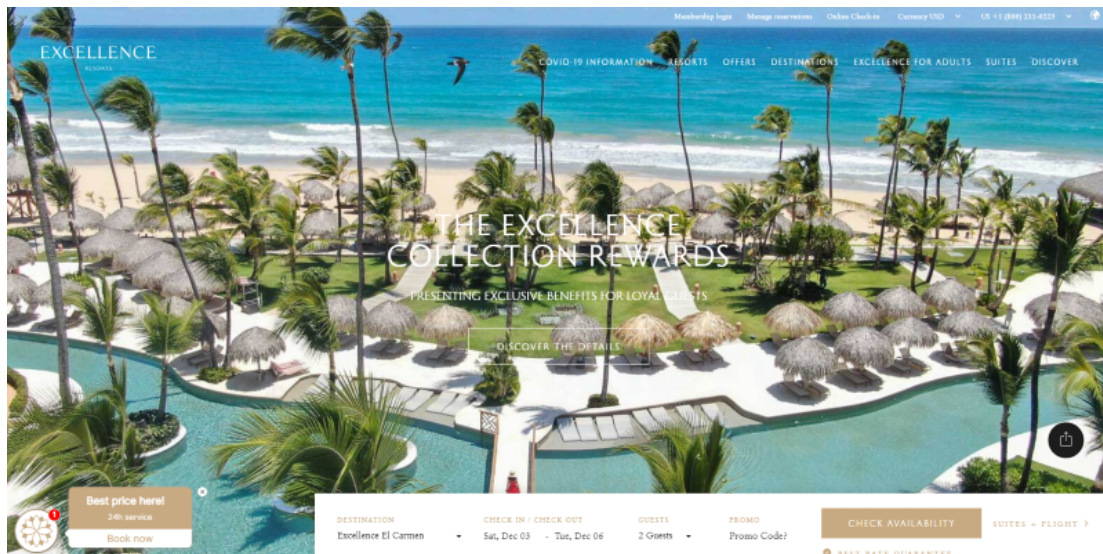 Membership login Manage reservations Online Check-in Currency USD US +1 (800) 211-6223
EXCELLENCE
RESORTS
COVID-19 INFORMATION RESORTS OFFERS DESTINATIONS EXCELLENCE FOR ADULTS SUITES DISCOVER
THE EXCELLENCE
COLLECTION REWARDS
PRESENTING EXCLUSIVE BENEFITS FOR LOYAL GUESTS
DISCOVER THE DETAILS
Best price here!
24h service
Book now
1
DESTINATION CHECK IN / CHECK OUT GUESTS PROMO
Excellence El Carmen Sat, Dec 03 - Tue, Dec 06 2 Guests Promo Code?
CHECK AVAILABILITY
SUITES + FLIGHT
BEST RATE GUARANTEE